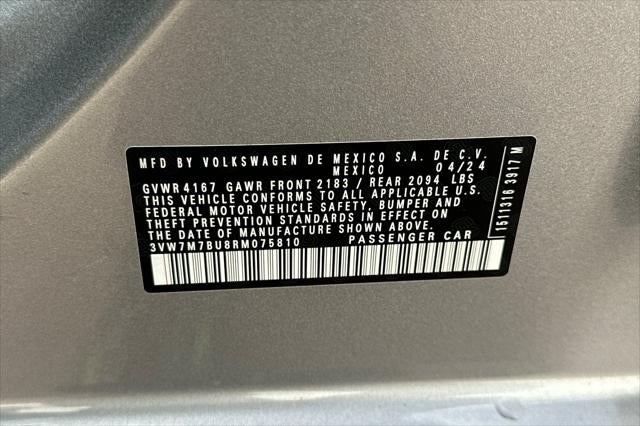 MFD BY VOLKSWAGEN DE MEXICO S.A. DE C.V.
MEXICO 04/24
GVWR 4167 GAWR FRONT 2183 / REAR 2094 LBS
THIS VEHICLE CONFORMS TO ALL APPLICABLE U.S.
FEDERAL MOTOR VEHICLE SAFETY, BUMPER AND
THEFT PREVENTION STANDARDS IN EFFECT ON
THE DATE OF MANUFACTURE SHOWN ABOVE.
3VW7M7BU8RM075810 PASSENGER CAR
1G113116 3917 M